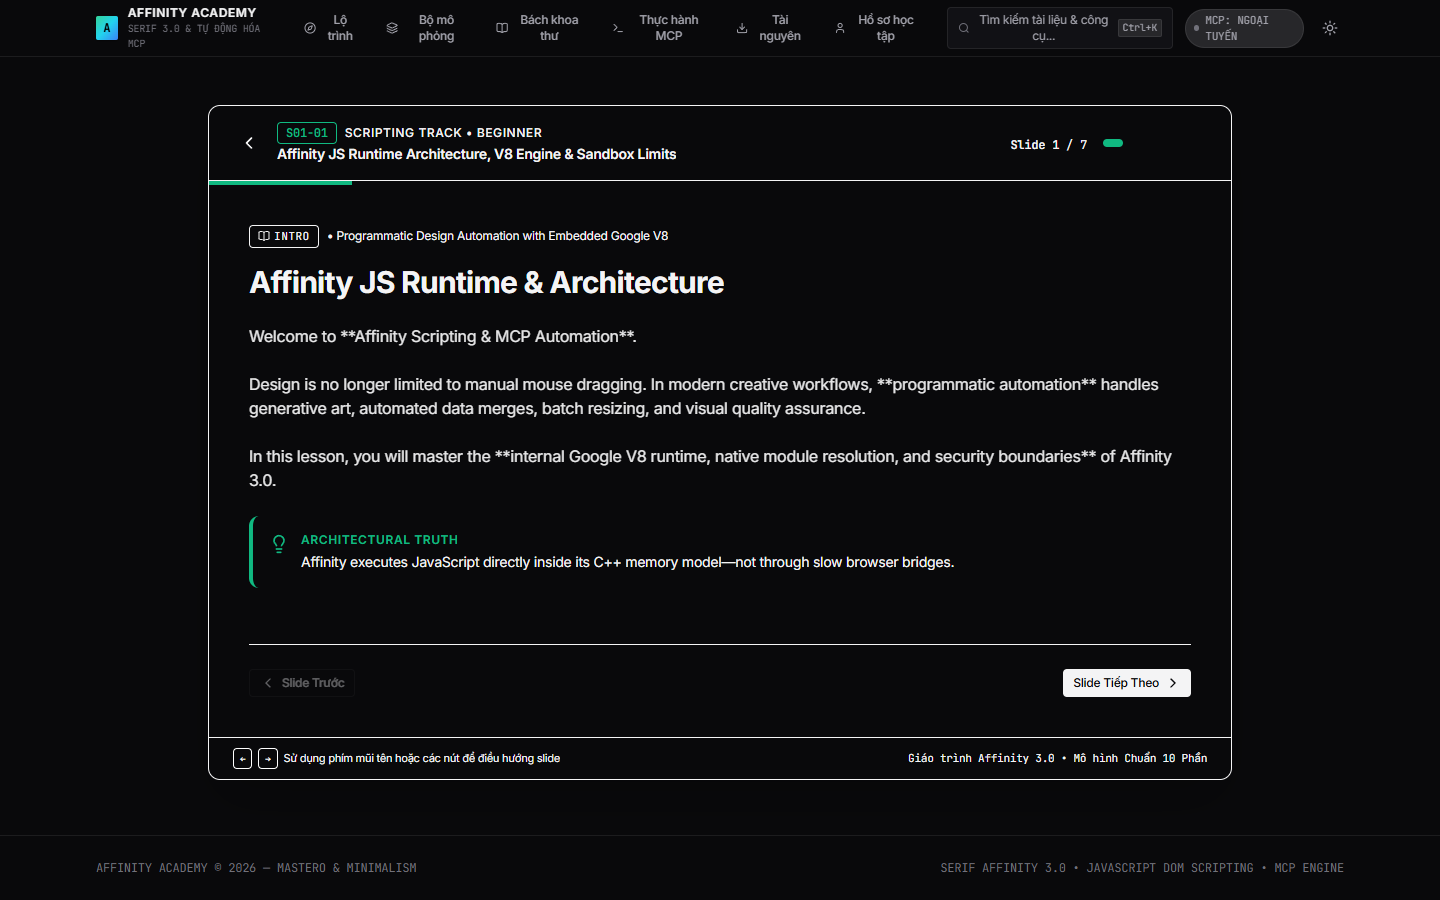 A
AFFINITY ACADEMY
SERIF 3.0 & TỰ ĐỘNG HÓA
MCP
Lộ
trình
Bộ mô
phỏng
Bách khoa
thư
Thực hành
MCP
Tài
nguyên
Hồ sơ học
tập
Tìm kiếm tài liệu & công
cụ...
Ctrl+K
MCP: NGOẠI
TUYẾN
S01-01 SCRIPTING TRACK • BEGINNER
Affinity JS Runtime Architecture, V8 Engine & Sandbox Limits
Slide 1 / 7
INTRO • Programmatic Design Automation with Embedded Google V8
Affinity JS Runtime & Architecture
Welcome to **Affinity Scripting & MCP Automation**.
Design is no longer limited to manual mouse dragging. In modern creative workflows, **programmatic automation** handles
generative art, automated data merges, batch resizing, and visual quality assurance.
In this lesson, you will master the **internal Google V8 runtime, native module resolution, and security boundaries** of Affinity
3.0.
ARCHITECTURAL TRUTH
Affinity executes JavaScript directly inside its C++ memory model—not through slow browser bridges.
Slide Trước
Slide Tiếp Theo
← → Sử dụng phím mũi tên hoặc các nút để điều hướng slide
Giáo trình Affinity 3.0 • Mô hình Chuẩn 10 Phần
AFFINITY ACADEMY © 2026 — MASTERO & MINIMALISM
SERIF AFFINITY 3.0 • JAVASCRIPT DOM SCRIPTING • MCP ENGINE